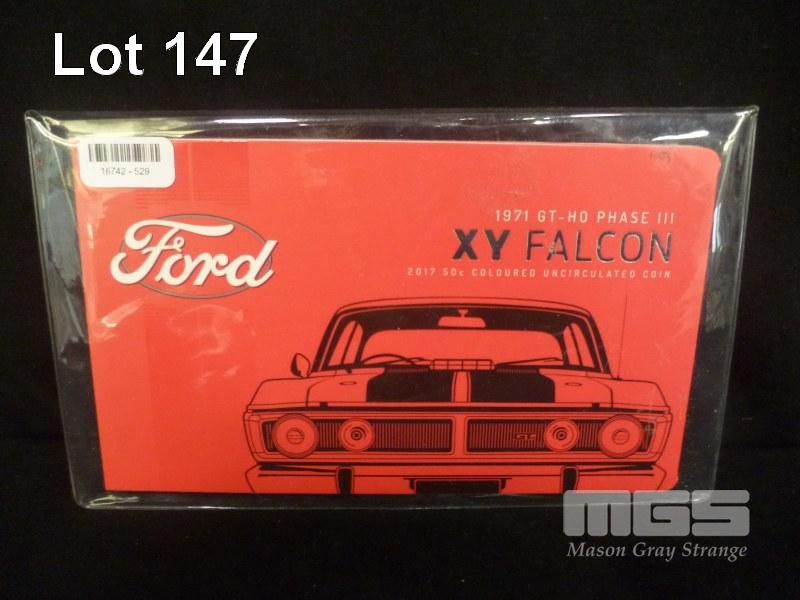 Lot 147
16742 - 529
Ford
1971 GT-HO PHASE III
XY FALCON
2017 50c COLOURED UNCIRCULATED COIN
GT
MGS
Mason Gray Strange